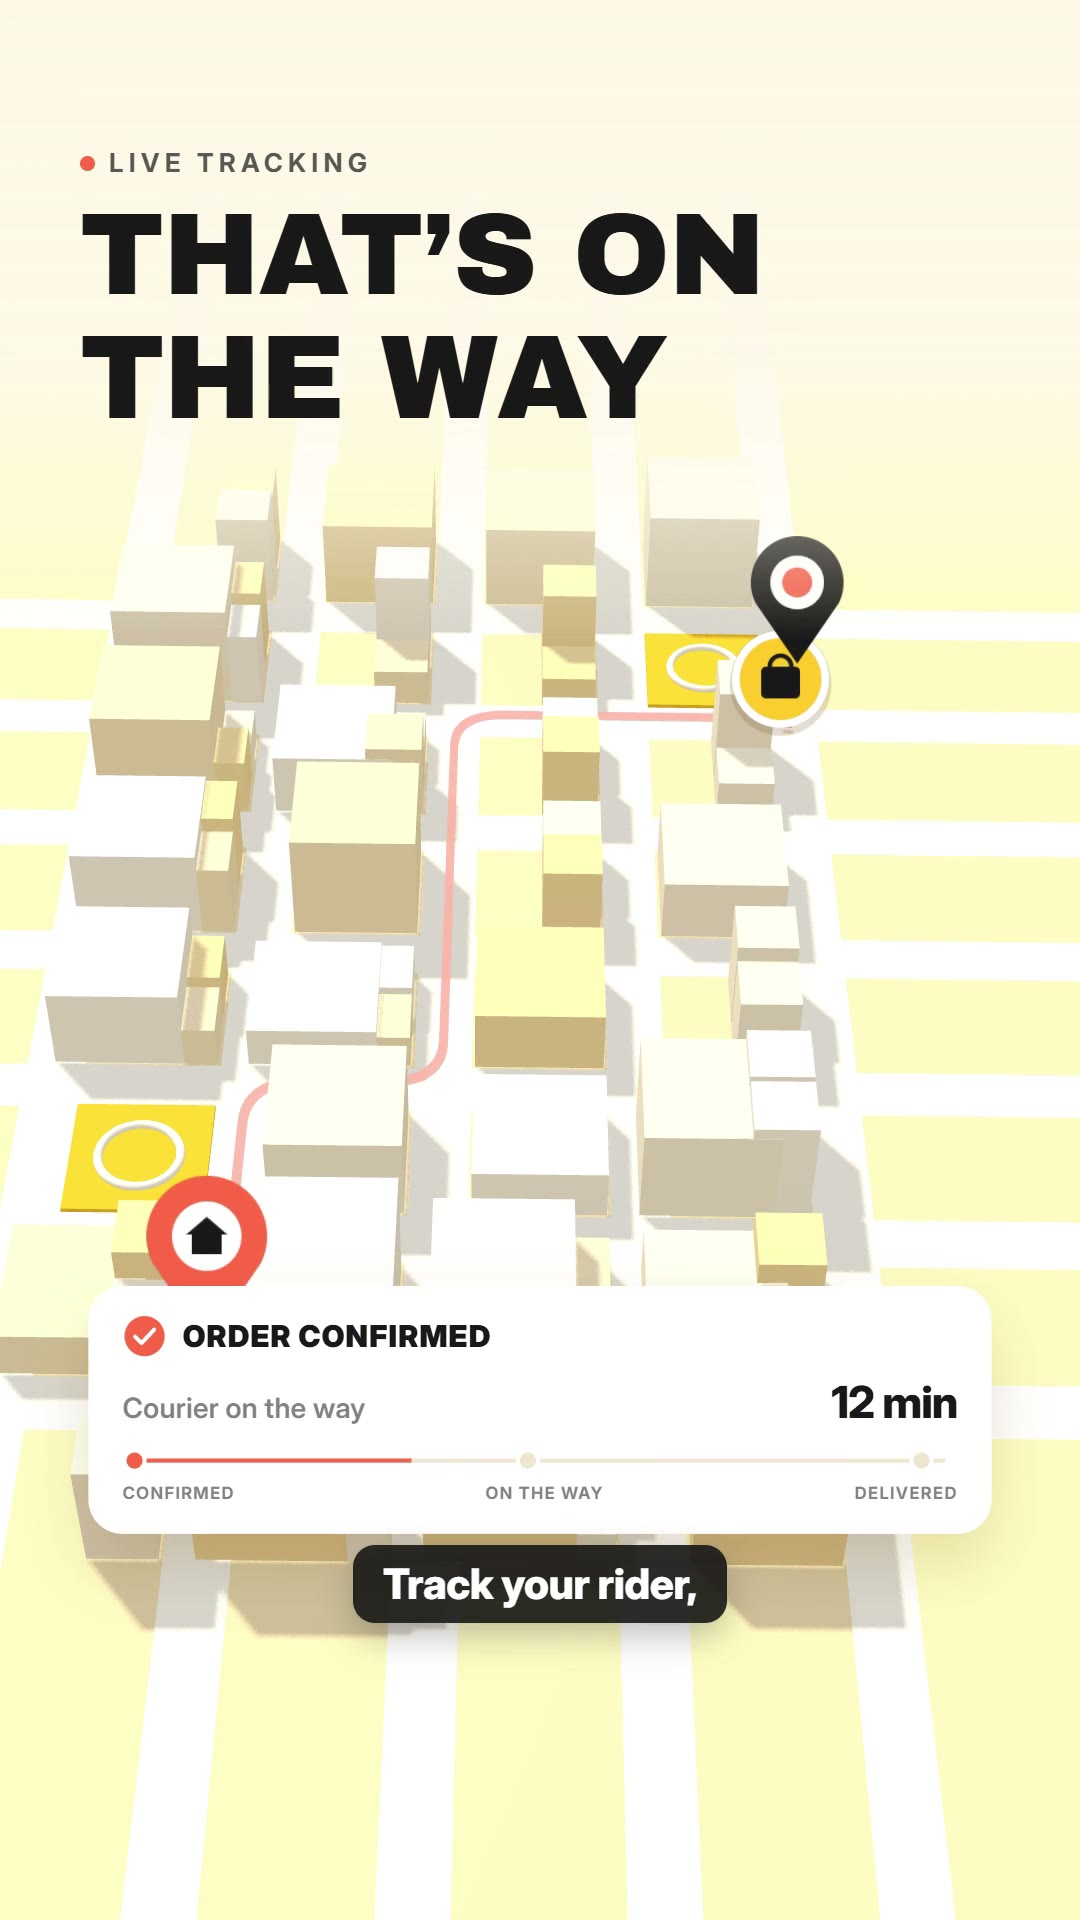 LIVE TRACKING
THAT’S ON
THE WAY
ORDER CONFIRMED
Courier on the way
12 min
CONFIRMED
ON THE WAY
DELIVERED
Track your rider,